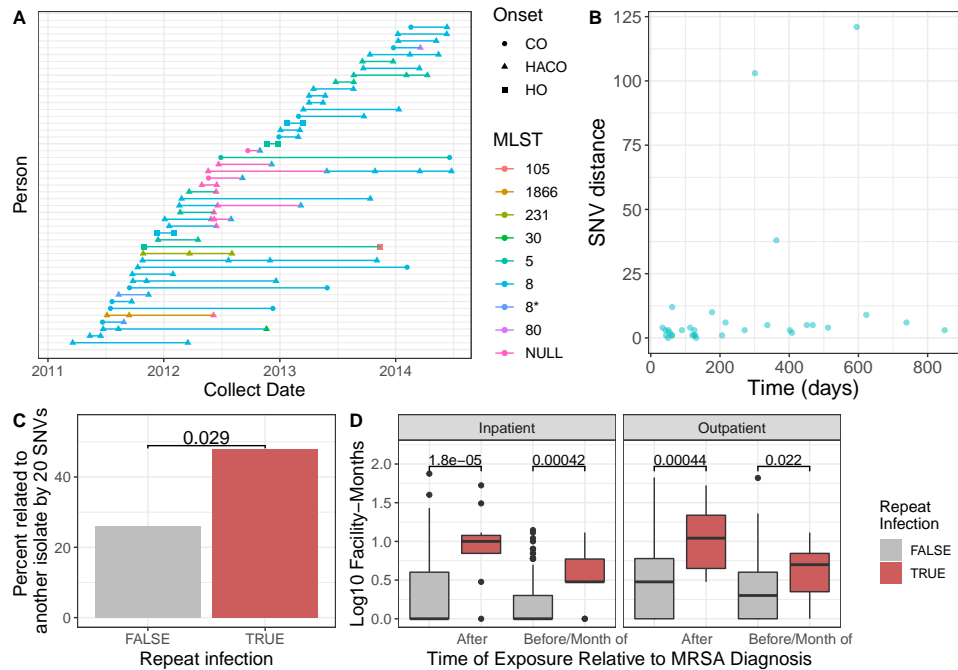 A
Person
2011 2012 2013 2014
Collect Date
Onset
CO
HACO
HO
MLST
105
1866
231
30
5
8
8*
80
NULL
B
SNV distance
125
100
75
50
25
0
0 200 400 600 800
Time (days)
C
Percent related to
another isolate by 20 SNVs
40
20
0
0.029
FALSE TRUE
Repeat infection
D
Log10 Facility−Months
Inpatient Outpatient
2.0
1.5
1.0
0.5
0.0
1.8e−05 0.00042 0.00044 0.022
After Before/Month of After Before/Month of
Time of Exposure Relative to MRSA Diagnosis
Repeat
Infection
FALSE
TRUE